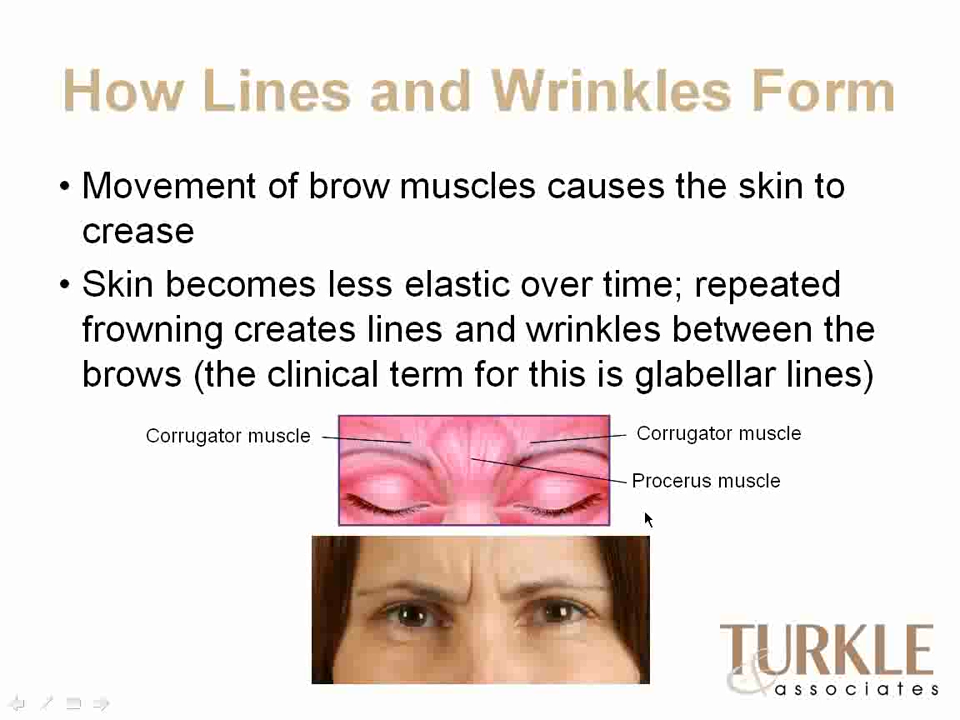 How Lines and Wrinkles Form
• Movement of brow muscles causes the skin to
crease
• Skin becomes less elastic over time; repeated
frowning creates lines and wrinkles between the
brows (the clinical term for this is glabellar lines)
Corrugator muscle
Corrugator muscle
Procerus muscle
TURKLE
& associates